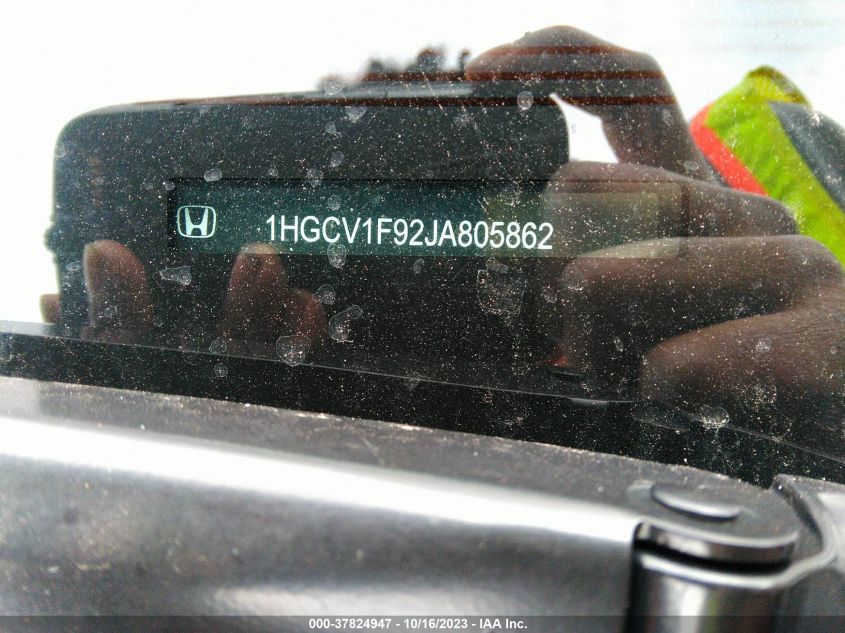 1HGCV1F92JA805862
000-37824947 - 10/16/2023 - IAA Inc.